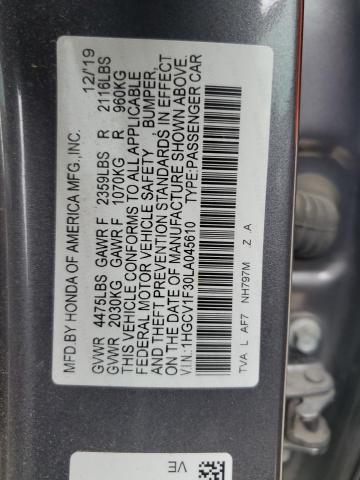 MFD.BY HONDA OF AMERICA MFG.,INC. 12/19
GVWR 4475LBS GAWR F 2359LBS R 2116LBS
GVWR 2030KG GAWR F 1070KG R 960KG
THIS VEHICLE CONFORMS TO ALL APPLICABLE
FEDERAL MOTOR VEHICLE SAFETY, BUMPER,
AND THEFT PREVENTION STANDARDS IN EFFECT
ON THE DATE OF MANUFACTURE SHOWN ABOVE.
V.I.N.:1HGCV1F30LA045610 TYPE:PASSENGER CAR
TVA L AF7 NH797M Z A
VE